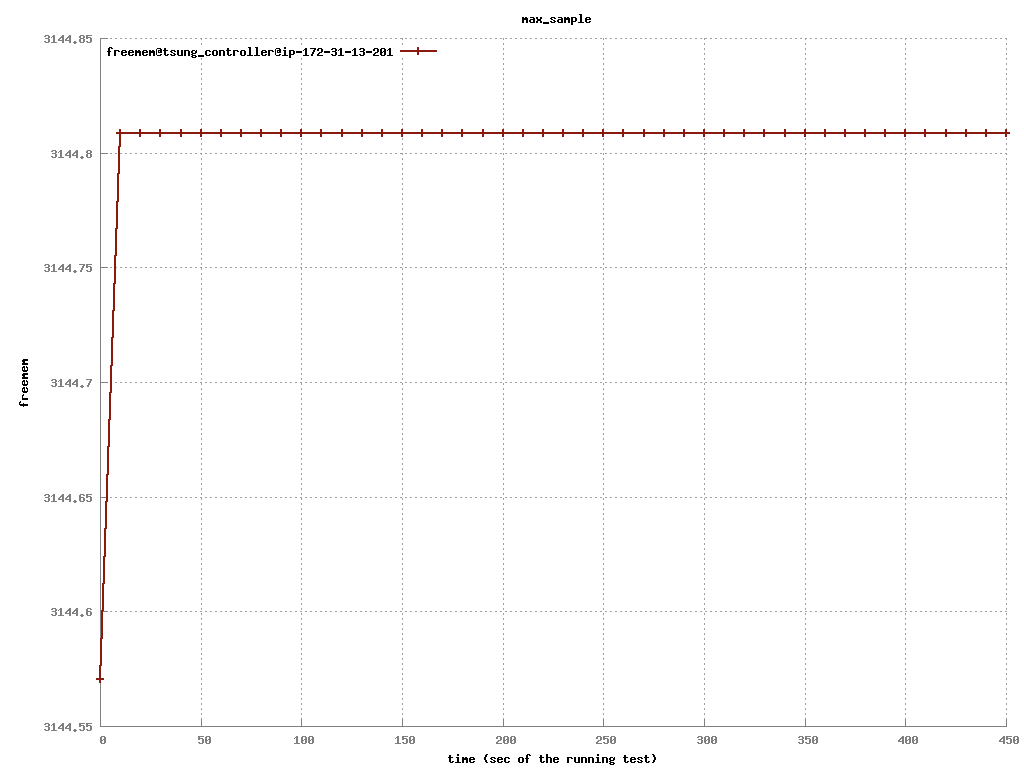 max_sample
3144.85
freemem@tsung_controller@ip-172-31-13-201
3144.8
3144.75
3144.7
freemem
3144.65
3144.6
3144.55
0 50 100 150 200 250 300 350 400 450
time (sec of the running test)